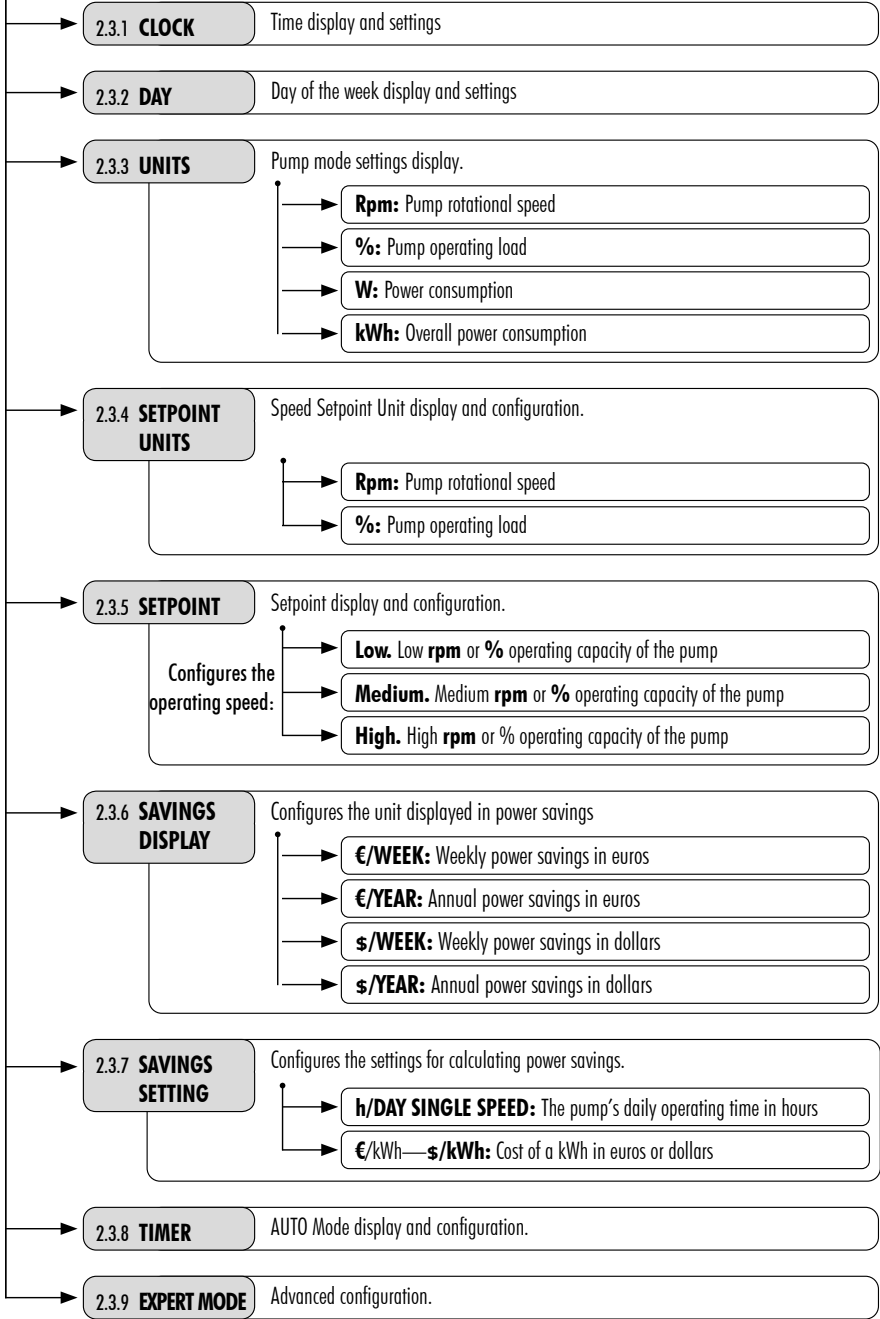 2.3.1 CLOCK
Time display and settings
2.3.2 DAY
Day of the week display and settings
2.3.3 UNITS
Pump mode settings display.
Rpm: Pump rotational speed
%: Pump operating load
W: Power consumption
kWh: Overall power consumption
2.3.4 SETPOINT
UNITS
Speed Setpoint Unit display and configuration.
Rpm: Pump rotational speed
%: Pump operating load
2.3.5 SETPOINT
Setpoint display and configuration.
Configures the
operating speed:
Low. Low rpm or % operating capacity of the pump
Medium. Medium rpm or % operating capacity of the pump
High. High rpm or % operating capacity of the pump
2.3.6 SAVINGS
DISPLAY
Configures the unit displayed in power savings
€/WEEK: Weekly power savings in euros
€/YEAR: Annual power savings in euros
$/WEEK: Weekly power savings in dollars
$/YEAR: Annual power savings in dollars
2.3.7 SAVINGS
SETTING
Configures the settings for calculating power savings.
h/DAY SINGLE SPEED: The pump's daily operating time in hours
€/kWh—$/kWh: Cost of a kWh in euros or dollars
2.3.8 TIMER
AUTO Mode display and configuration.
2.3.9 EXPERT MODE
Advanced configuration.